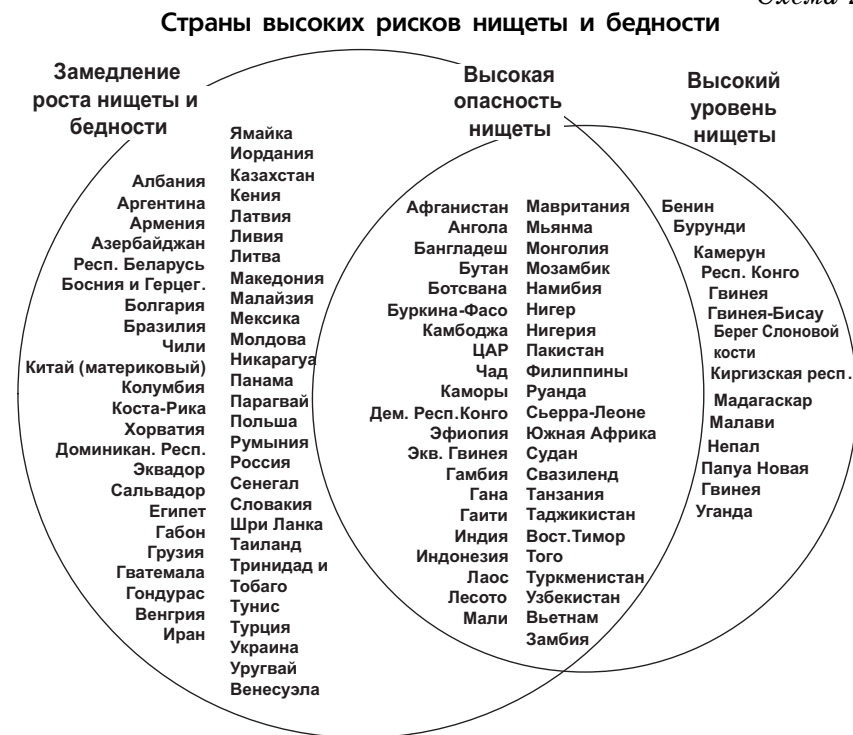 Страны высоких рисков нищеты и бедности
Замедление
роста нищеты и
бедности
Албания
Аргентина
Армения
Азербайджан
Респ. Беларусь
Босния и Герцег.
Болгария
Бразилия
Чили
Китай (материковый)
Колумбия
Коста-Рика
Хорватия
Доминикан. Респ.
Эквадор
Сальвадор
Египет
Габон
Грузия
Гватемала
Гондурас
Венгрия
Иран
Ямайка
Иордания
Казахстан
Кения
Латвия
Ливия
Литва
Македония
Малайзия
Мексика
Молдова
Никарагуа
Панама
Парагвай
Польша
Румыния
Россия
Сенегал
Словакия
Шри Ланка
Таиланд
Тринидад и
Тобаго
Тунис
Турция
Украина
Уругвай
Венесуэла
Высокая
опасность
нищеты
Афганистан
Ангола
Бангладеш
Бутан
Ботсвана
Буркина-Фасо
Камбоджа
ЦАР
Чад
Каморы
Дем. Респ.Конго
Эфиопия
Экв. Гвинея
Гамбия
Гана
Гаити
Индия
Индонезия
Лаос
Лесото
Мали
Мавритания
Мьянма
Монголия
Мозамбик
Намибия
Нигер
Нигерия
Пакистан
Филиппины
Руанда
Сьерра-Леоне
Южная Африка
Судан
Свазиленд
Танзания
Таджикистан
Вост.Тимор
Того
Туркменистан
Узбекистан
Вьетнам
Замбия
Высокий
уровень
нищеты
Бенин
Бурунди
Камерун
Респ. Конго
Гвинея
Гвинея-Бисау
Берег Слоновой
кости
Киргизская респ.
Мадагаскар
Малави
Непал
Папуа Новая
Гвинея
Уганда